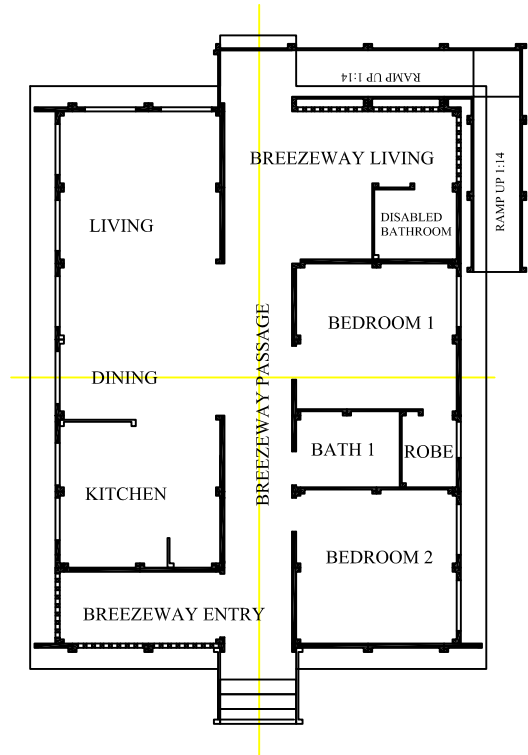 RAMP UP 1:14
BREEZEWAY LIVING
RAMP UP 1:14
LIVING
DISABLED
BATHROOM
BREEZEWAY PASSAGE
BEDROOM 1
DINING
BATH 1
ROBE
KITCHEN
BEDROOM 2
BREEZEWAY ENTRY